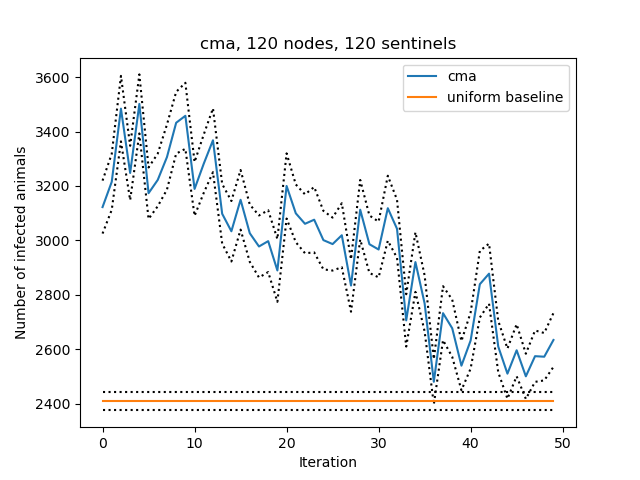 cma, 120 nodes, 120 sentinels
cma
uniform baseline
Number of infected animals
3600
3400
3200
3000
2800
2600
2400
0 10 20 30 40 50
Iteration